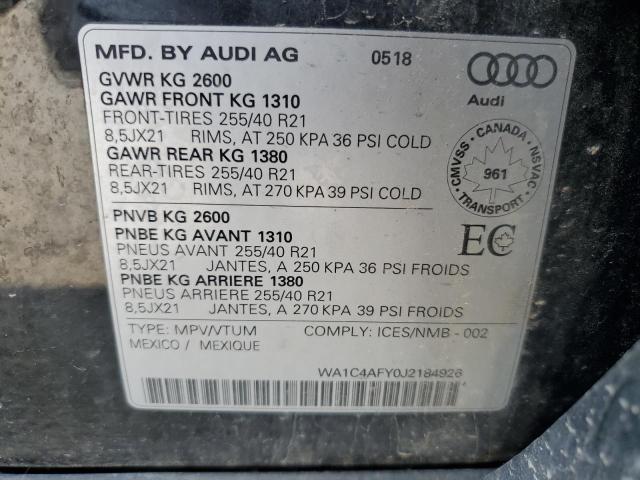 MFD. BY AUDI AG 0518
GVWR KG 2600
GAWR FRONT KG 1310
FRONT-TIRES 255/40 R21
8,5JX21 RIMS, AT 250 KPA 36 PSI COLD
GAWR REAR KG 1380
REAR-TIRES 255/40 R21
8,5JX21 RIMS, AT 270 KPA 39 PSI COLD
Audi
CMVSS - CANADA - NSVAC
961
TRANSPORT
PNVB KG 2600
PNBE KG AVANT 1310
PNEUS AVANT 255/40 R21
8,5JX21 JANTES, A 250 KPA 36 PSI FROIDS
PNBE KG ARRIERE 1380
PNEUS ARRIERE 255/40 R21
8,5JX21 JANTES, A 270 KPA 39 PSI FROIDS
EC
TYPE: MPV/VTUM COMPLY: ICES/NMB - 002
MEXICO / MEXIQUE
WA1C4AFY0J2184926